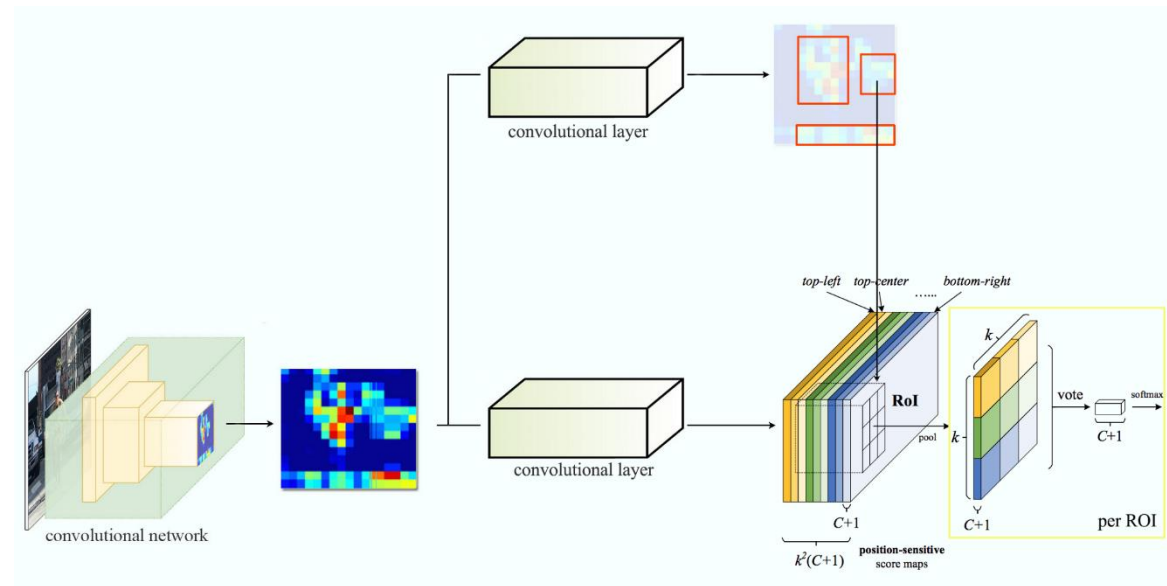 convolutional layer
top-left top-center ...... bottom-right
k
RoI
vote
softmax
k
pool
C+1
convolutional layer
C+1
C+1
per ROI
convolutional network
k²(C+1)
position-sensitive
score maps